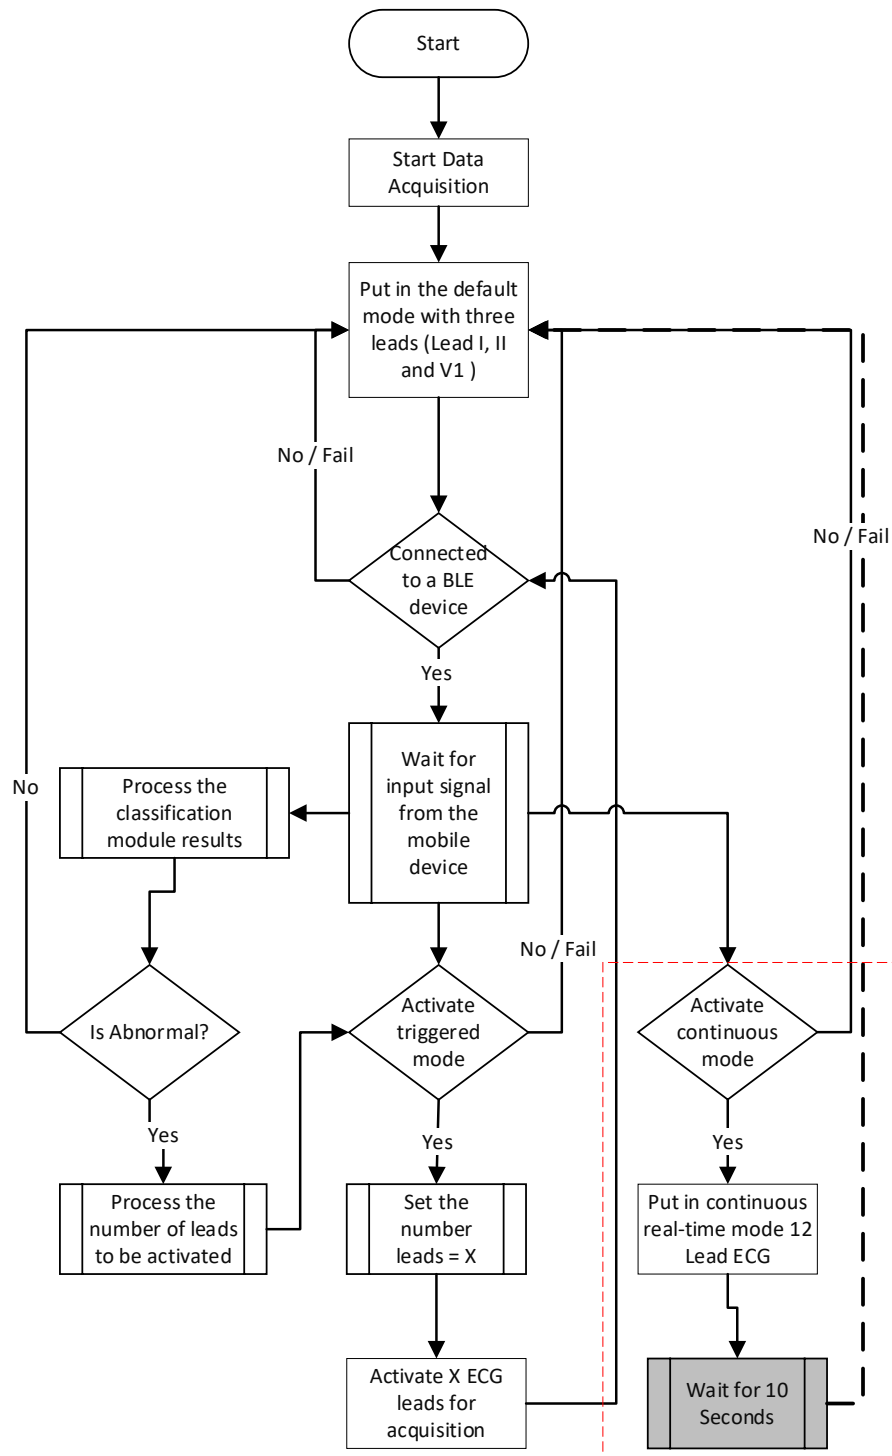 Start
Start Data
Acquisition
Put in the default
mode with three
leads (Lead I, II
and V1 )
No / Fail
No / Fail
Connected
to a BLE
device
Yes
Wait for
input signal
from the
mobile
device
Process the
classification
module results
No
No / Fail
Is Abnormal?
Activate
triggered
mode
Activate
continuous
mode
Yes
Yes
Yes
Process the
number of leads
to be activated
Set the
number
leads = X
Put in continuous
real-time mode 12
Lead ECG
Activate X ECG
leads for
acquisition
Wait for 10
Seconds